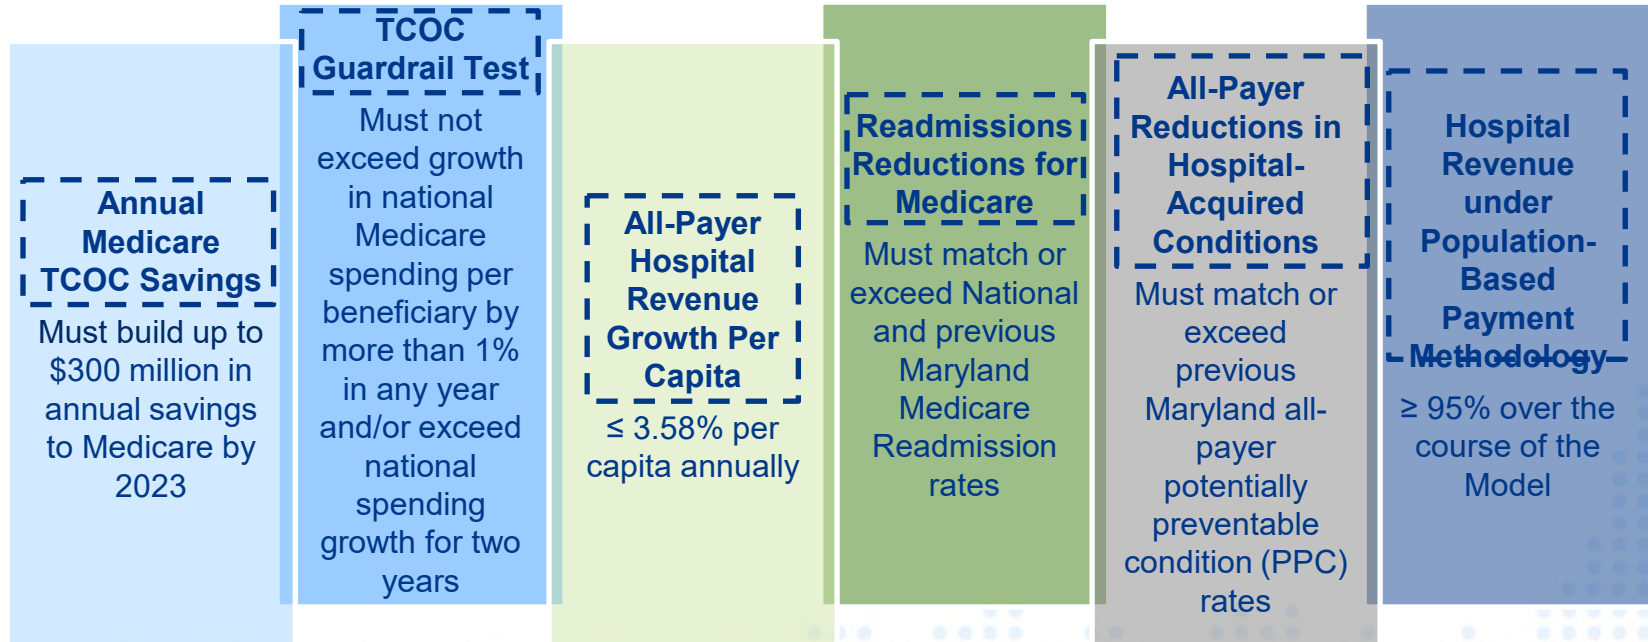 Annual
Medicare
TCOC Savings
Must build up to
$300 million in
annual savings
to Medicare by
2023
TCOC
Guardrail Test
Must not
exceed growth
in national
Medicare
spending per
beneficiary by
more than 1%
in any year
and/or exceed
national
spending
growth for two
years
All-Payer
Hospital
Revenue
Growth Per
Capita
≤ 3.58% per
capita annually
Readmissions
Reductions for
Medicare
Must match or
exceed National
and previous
Maryland
Medicare
Readmission
rates
All-Payer
Reductions in
Hospital-
Acquired
Conditions
Must match or
exceed
previous
Maryland all-
payer
potentially
preventable
condition (PPC)
rates
Hospital
Revenue
under
Population-
Based
Payment
Methodology
≥ 95% over the
course of the
Model